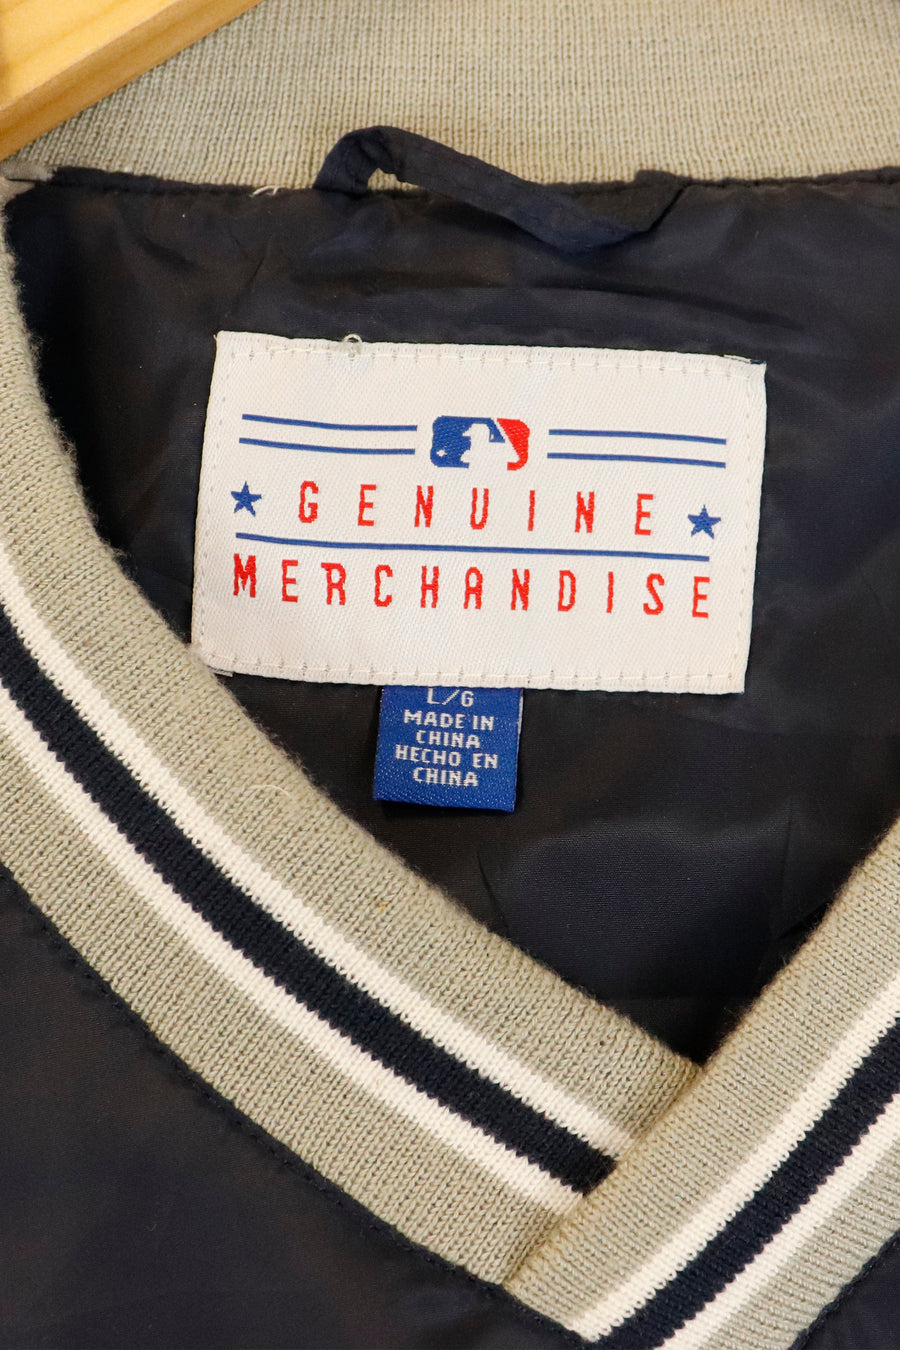 GENUINE
MERCHANDISE
L/G
MADE IN
CHINA
HECHO EN
CHINA